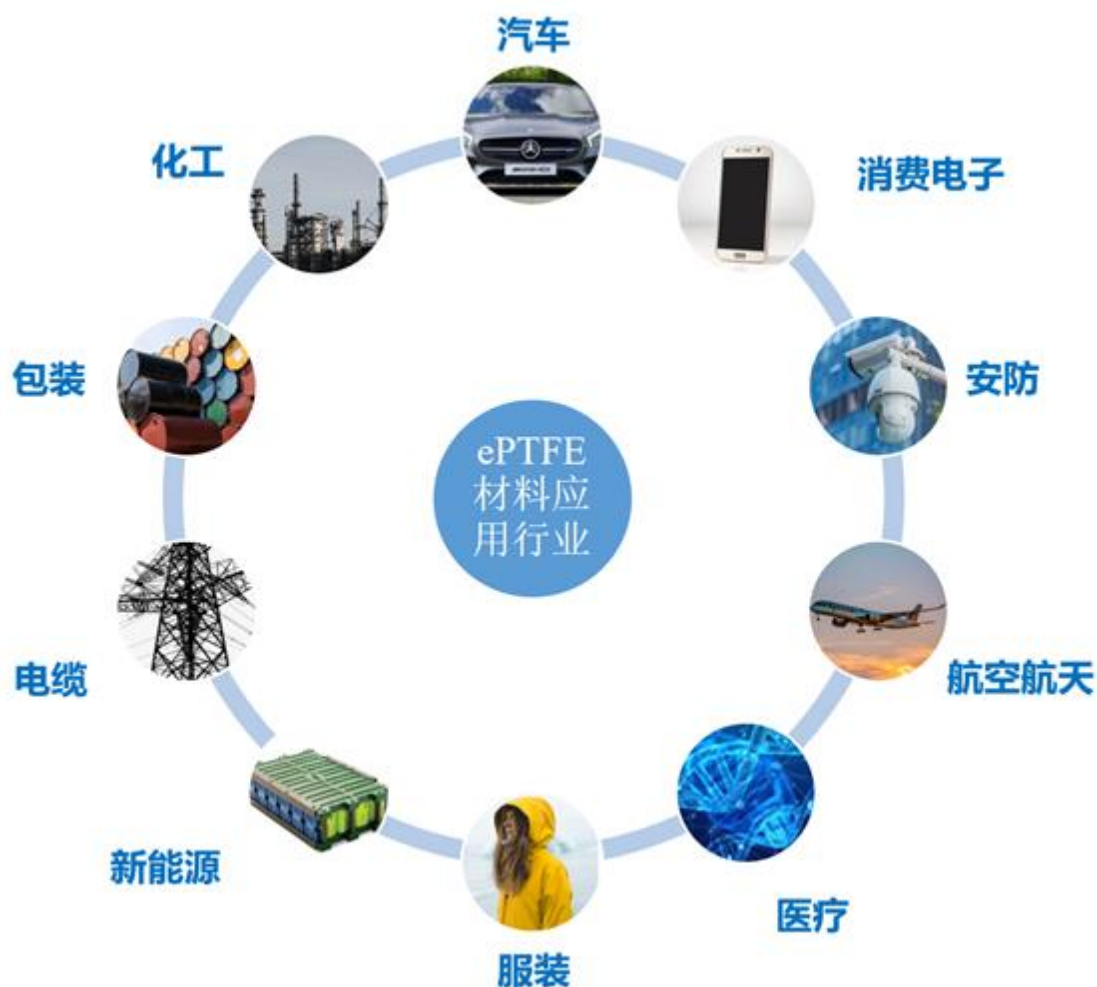 汽车
消费电子
安防
航空航天
医疗
服装
新能源
电缆
包装
化工
ePTFE
材料应
用行业